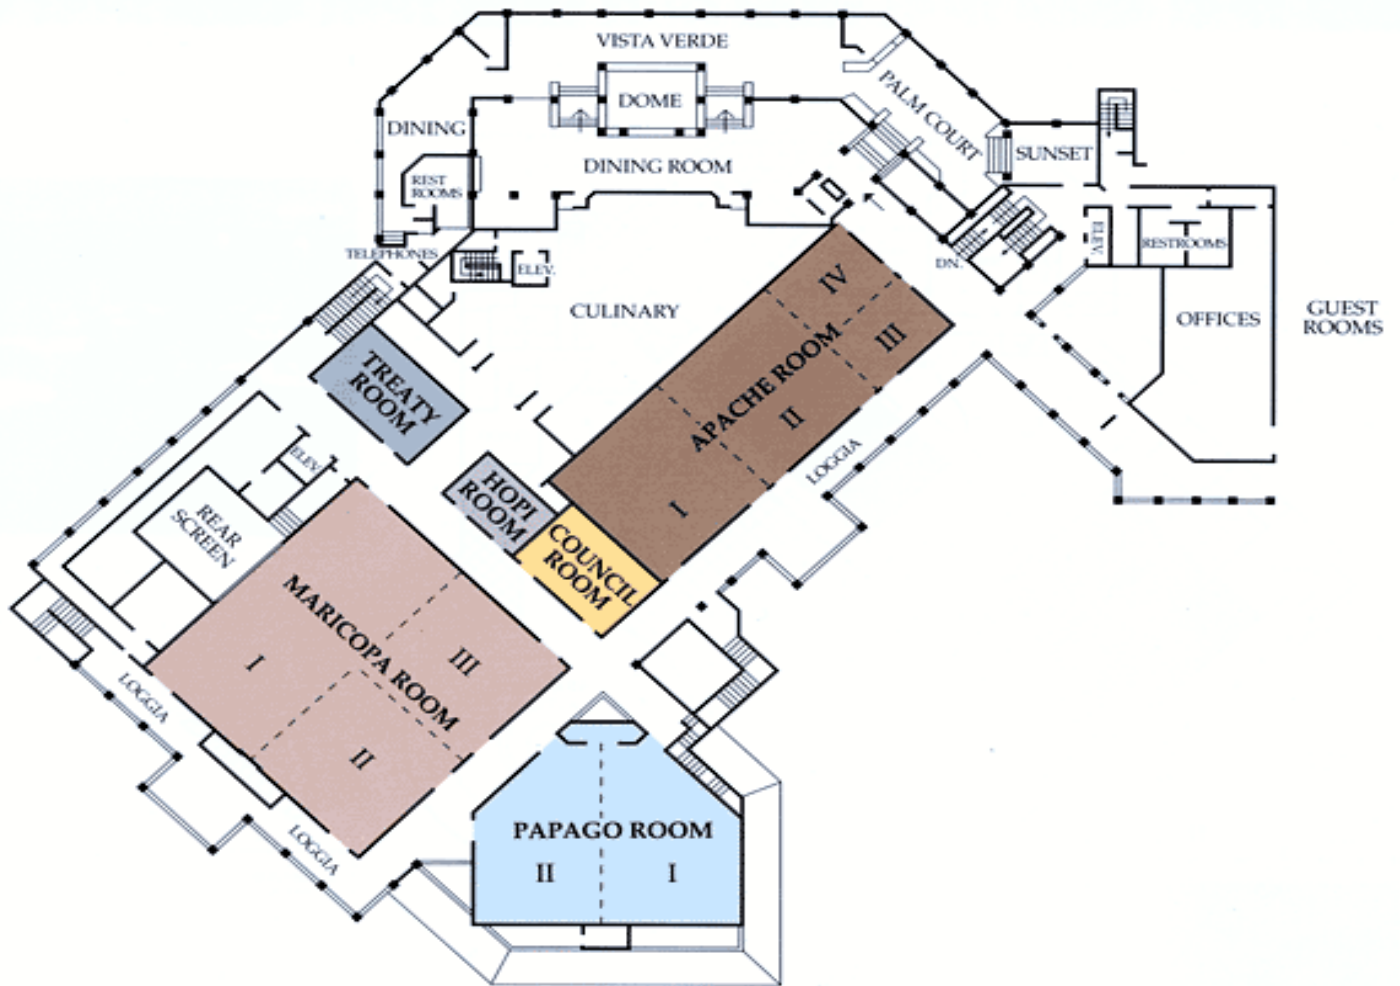 VISTA VERDE
DOME
PALM COURT
DINING
DINING ROOM
SUNSET
REST
ROOMS
TELEPHONES
ELEV.
DN.
ELEV.
RESTROOMS
CULINARY
OFFICES
GUEST
ROOMS
IV
III
APACHE ROOM
II
I
LOGGIA
TREATY
ROOM
HOPI
ROOM
COUNCIL
ROOM
ELEV.
REAR
SCREEN
MARICOPA ROOM
I
III
II
LOGGIA
LOGGIA
PAPAGO ROOM
II
I